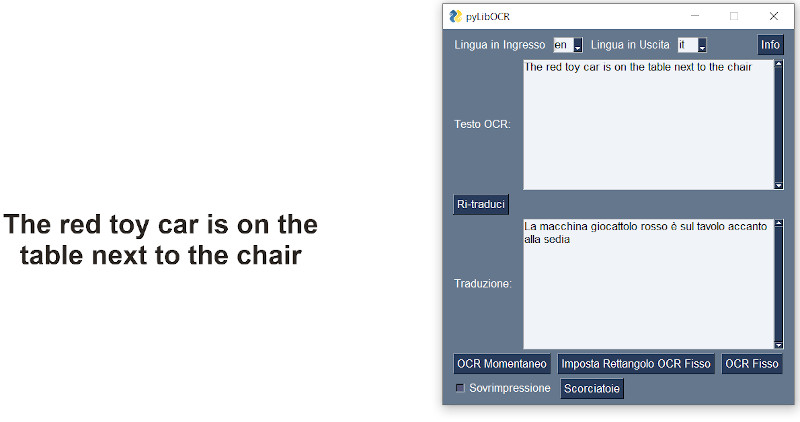 The red toy car is on the
table next to the chair
pyLibOCR
Lingua in Ingresso en Lingua in Uscita it Info
Testo OCR:
The red toy car is on the table next to the chair
Ri-traduci
Traduzione:
La macchina giocattolo rosso è sul tavolo accanto
alla sedia
OCR Momentaneo Imposta Rettangolo OCR Fisso OCR Fisso
Sovrimpressione Scorciatoie